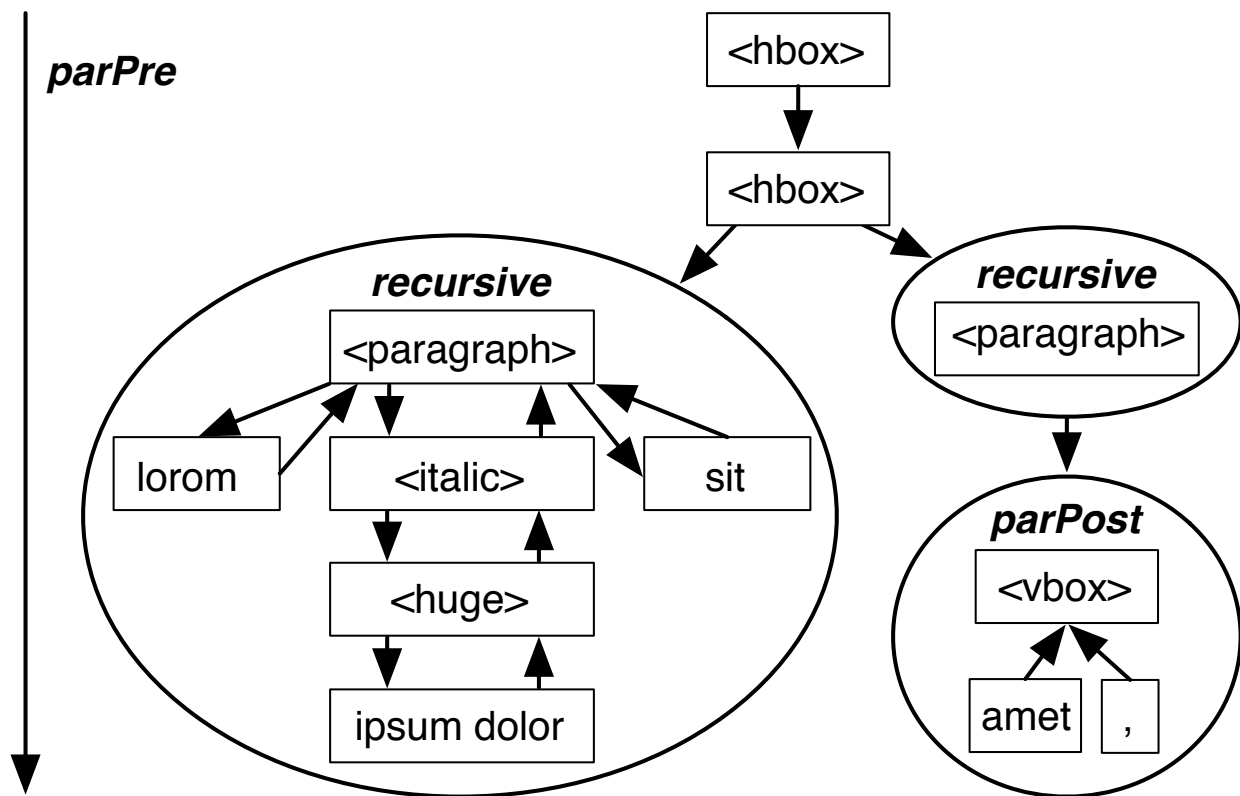 parPre
<hbox>
<hbox>
recursive
<paragraph>
lorom
<italic>
sit
<huge>
ipsum dolor
recursive
<paragraph>
parPost
<vbox>
amet
,